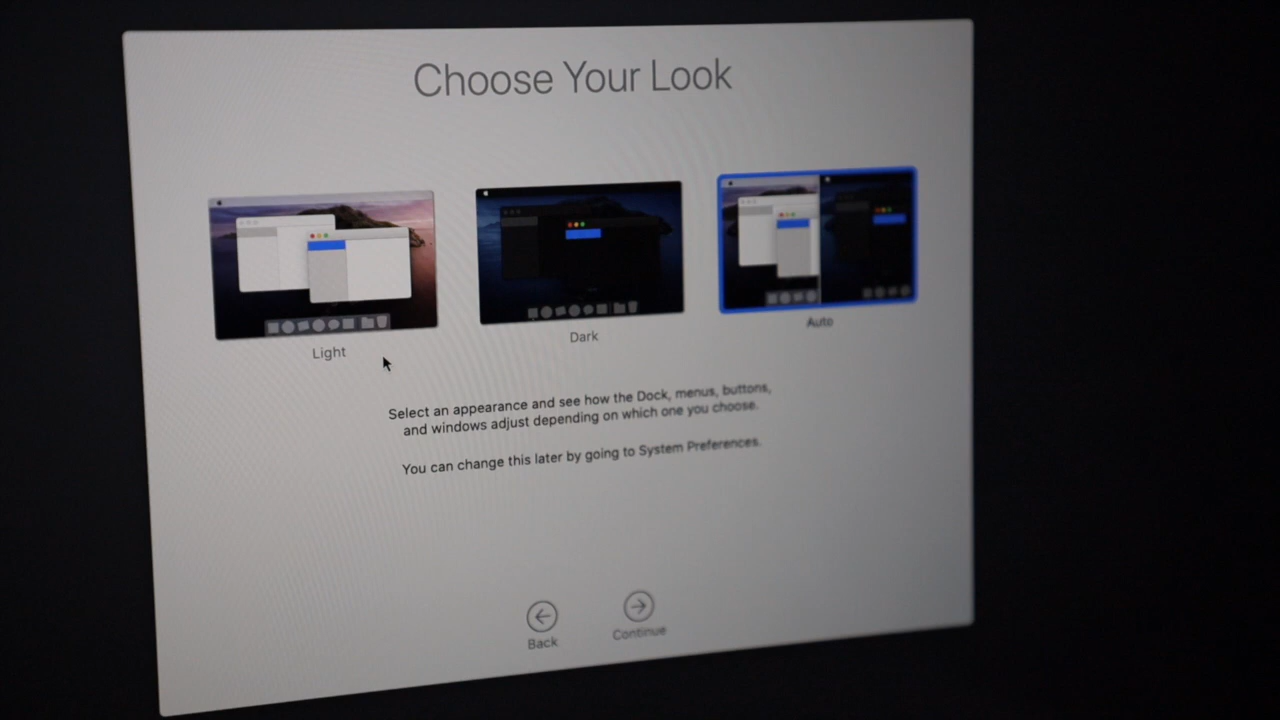 Choose Your Look
Light
Dark
Auto
Select an appearance and see how the Dock, menus, buttons,
and windows adjust depending on which one you choose.
You can change this later by going to System Preferences.
Back
Continue